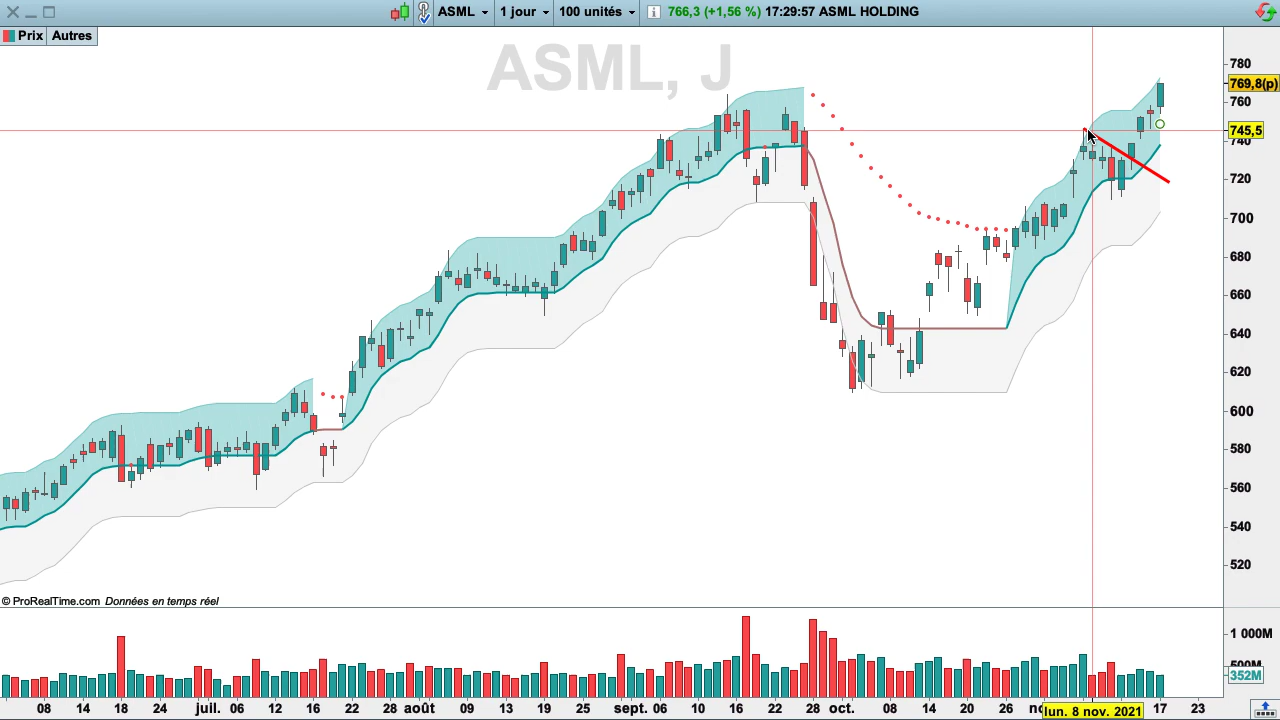 ASML 1 jour 100 unités 766,3 (+1,56 %) 17:29:57 ASML HOLDING
Prix Autres
ASML, J
780
769,8(p)
760
745,5
740
720
700
680
660
640
620
600
580
560
540
520
© ProRealTime.com Données en temps réel
1 000M
500M
352M
08 14 18 24 juil. 06 12 16 22 28 août 09 13 19 25 sept. 06 10 16 22 28 oct. 08 14 20 26 lun. 8 nov. 2021 17 23